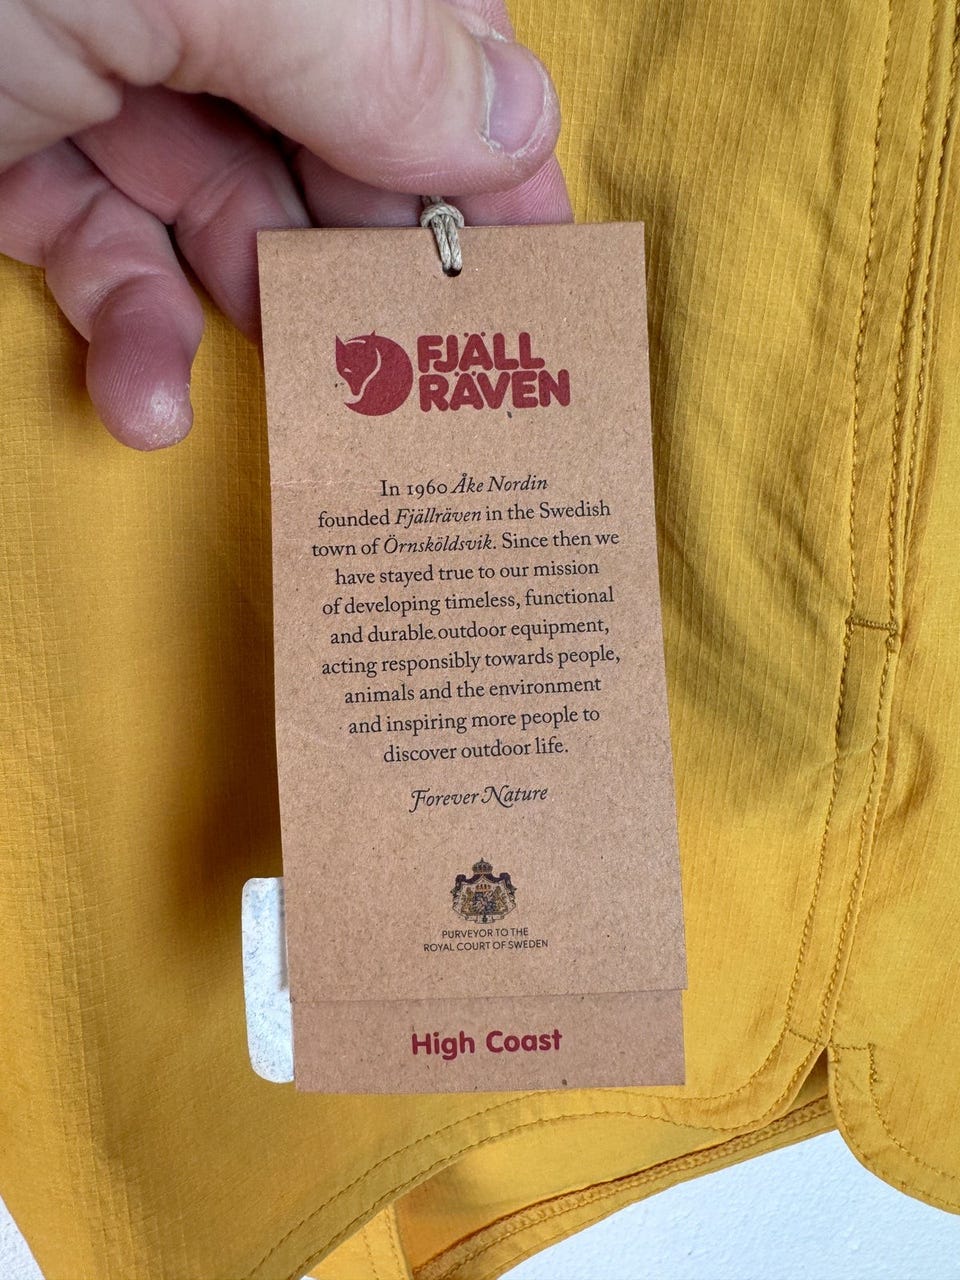 FJÄLL
RÄVEN
In 1960 Åke Nordin
founded Fjällräven in the Swedish
town of Örnsköldsvik. Since then we
have stayed true to our mission
of developing timeless, functional
and durable outdoor equipment,
acting responsibly towards people,
animals and the environment
and inspiring more people to
discover outdoor life.
Forever Nature
PURVEYOR TO THE
ROYAL COURT OF SWEDEN
High Coast